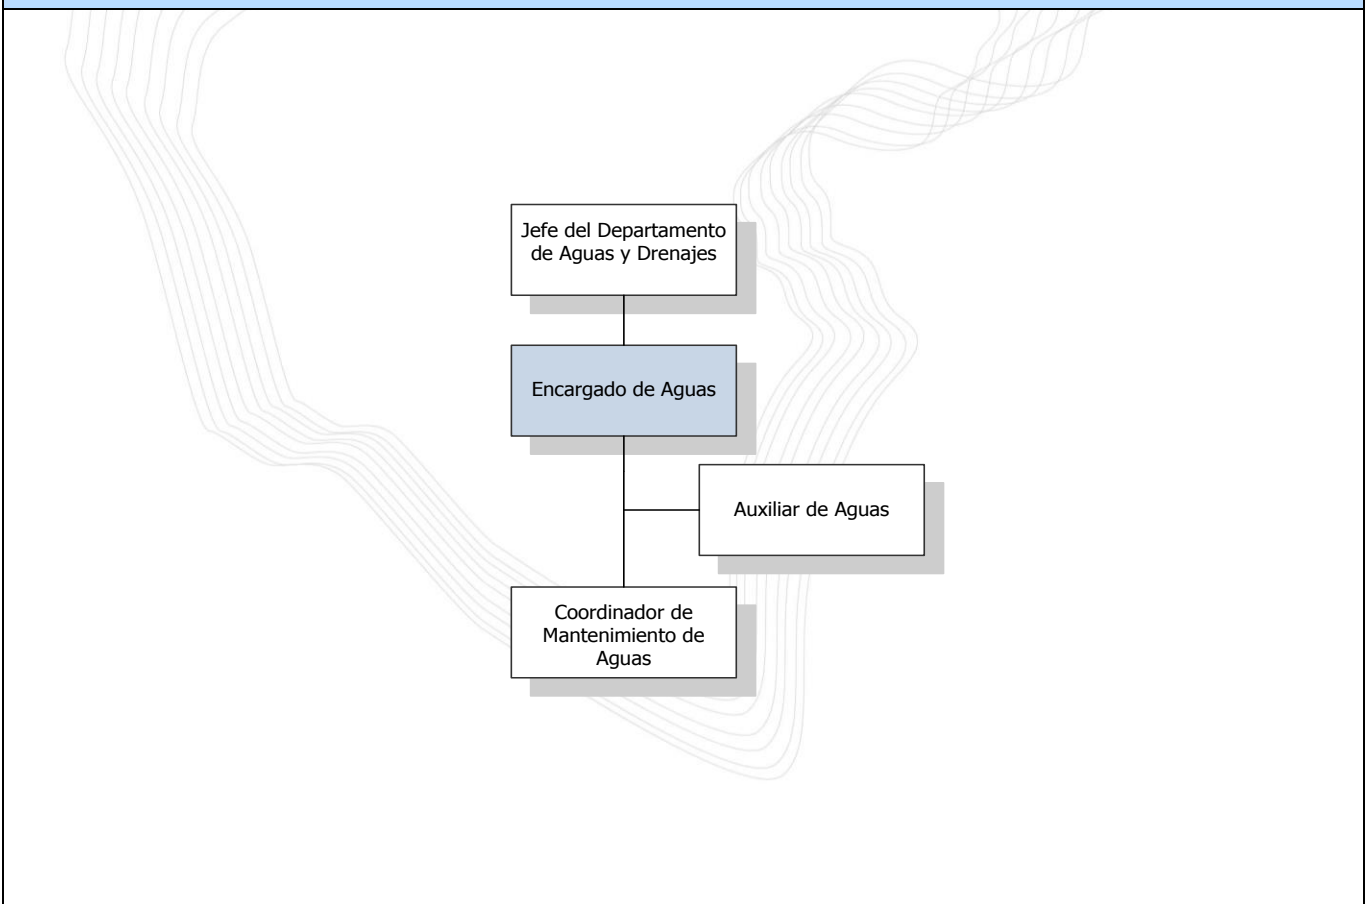 Jefe del Departamento
de Aguas y Drenajes
Encargado de Aguas
Auxiliar de Aguas
Coordinador de
Mantenimiento de
Aguas